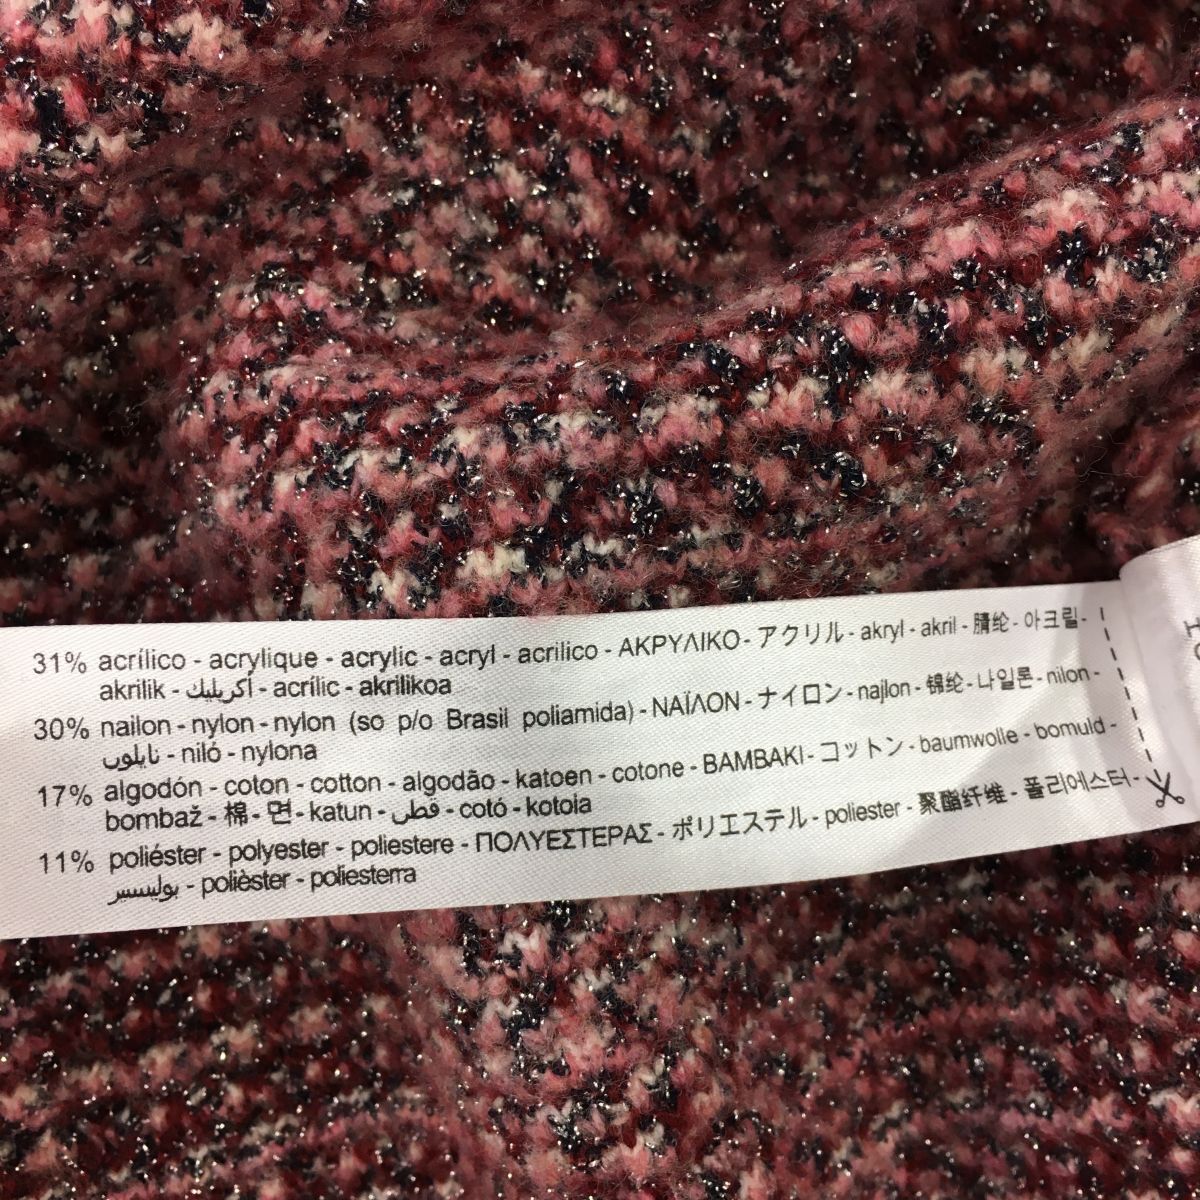 31% acrílico - acrylique - acrylic - acryl - acrilico - ΑΚΡΥΛΙΚΟ - アクリル - akryl - akril - 腈纶 - 아크릴 -
akrilik - أكريليك - acrílic - akrilikoa
30% nailon - nylon - nylon (so p/o Brasil poliamida) - ΝΑΪΛΟΝ - ナイロン - najlon - 锦纶 - 나일론 - nilon -
نايلون - niló - nylona
17% algodón - coton - cotton - algodão - katoen - cotone - ΒΑΜΒΑΚΙ - コットン - baumwolle - bomuld -
bombaž - 棉 - 면 - katun - قطن - cotó - kotoia
11% poliéster - polyester - poliestere - ΠΟΛΥΕΣΤΕΡΑΣ - ポリエステル - poliester - 聚酯纤维 - 폴리에스터 -
بوليستير - polièster - poliesterra